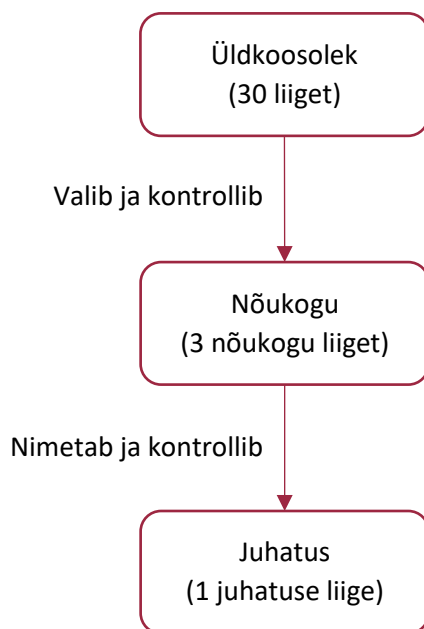 Üldkoosolek
(30 liiget)
Valib ja kontrollib
Nõukogu
(3 nõukogu liiget)
Nimetab ja kontrollib
Juhatus
(1 juhatuse liige)